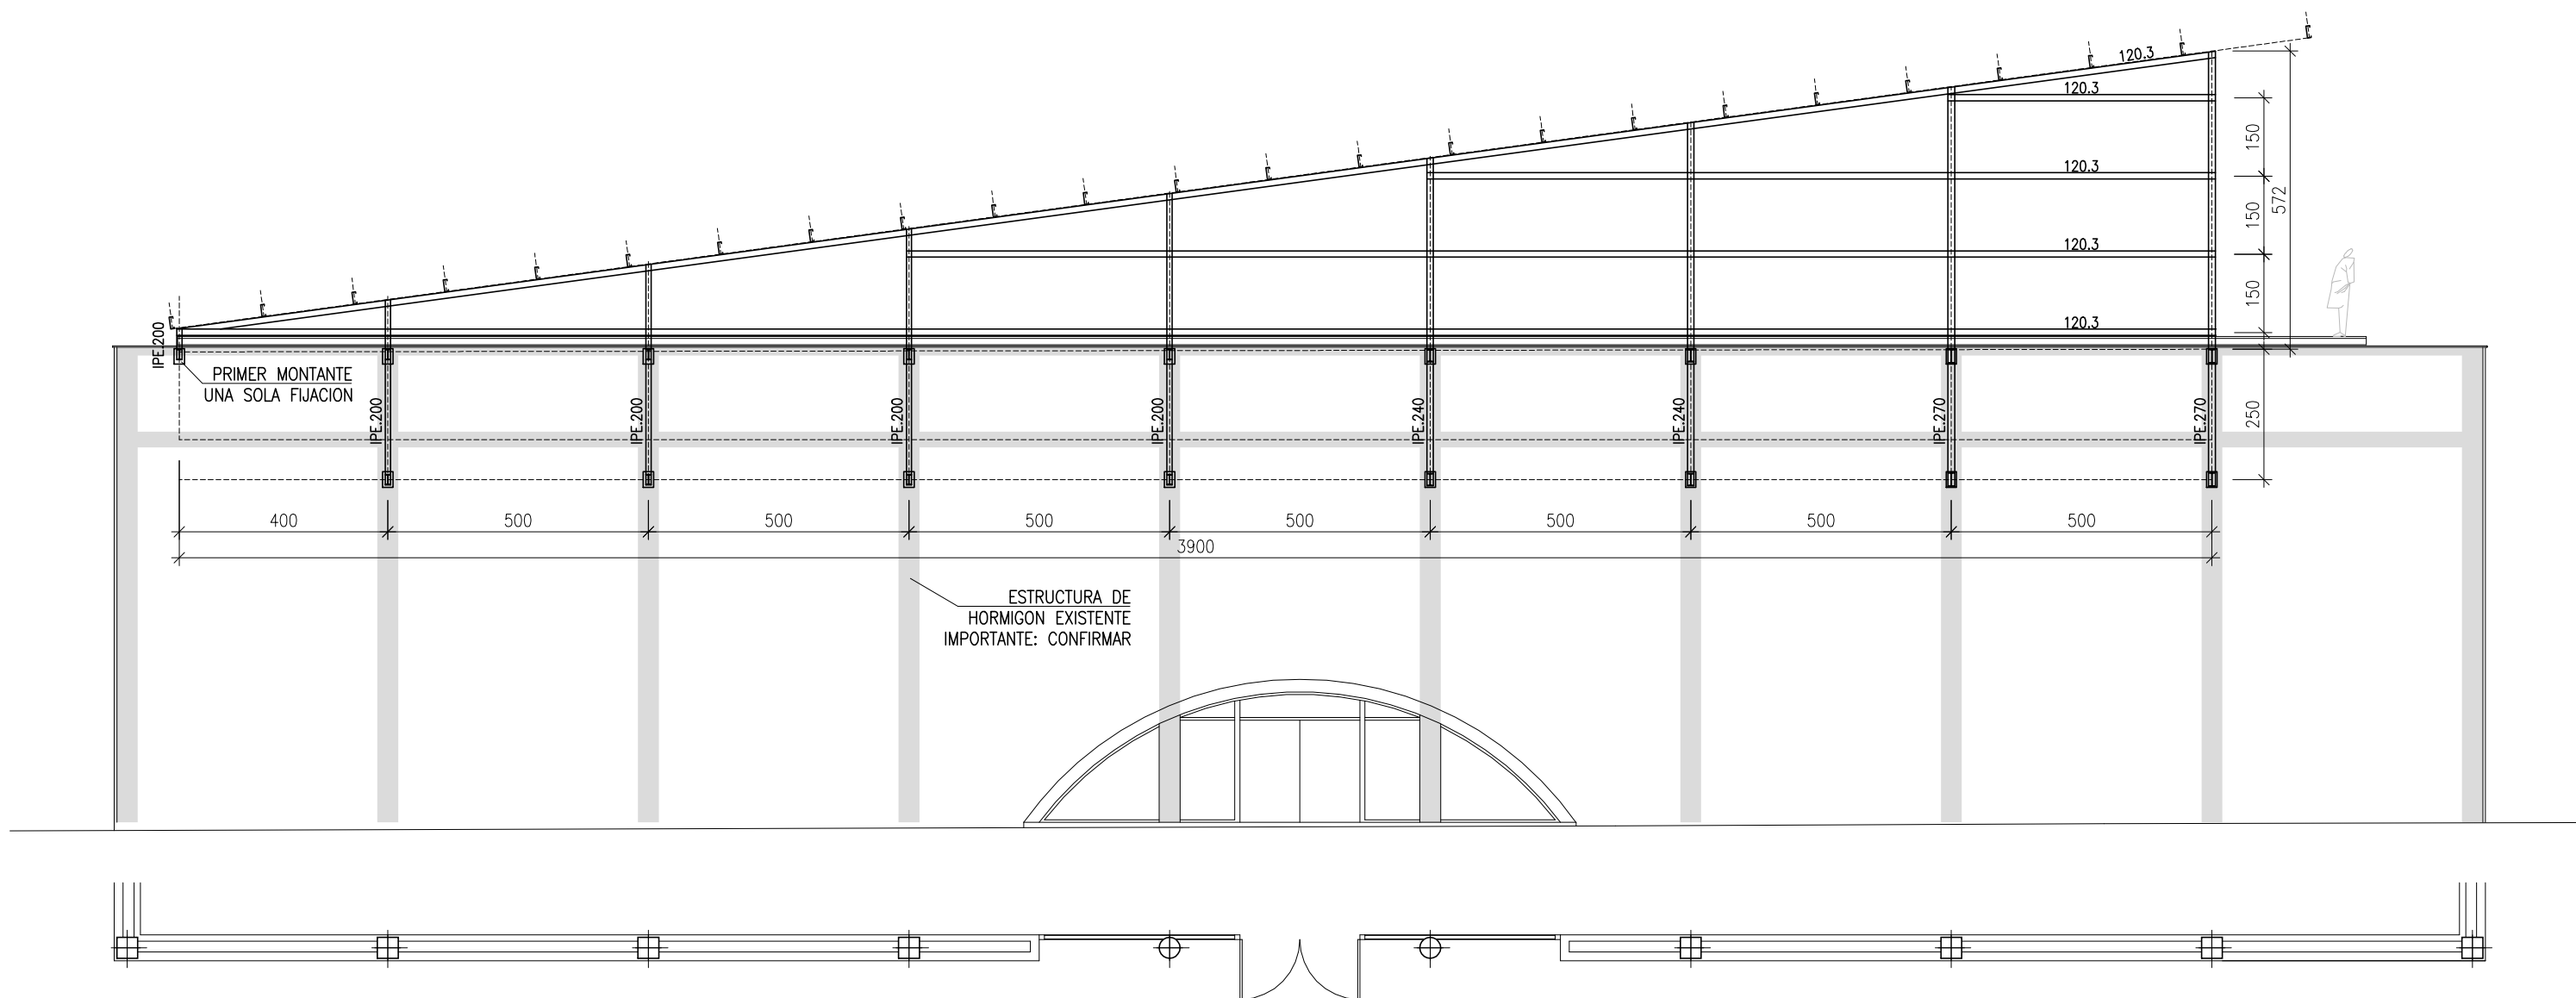 120.3
120.3
150
120.3
150
572
120.3
150
120.3
IPE.200
PRIMER MONTANTE
UNA SOLA FIJACION
IPE.200
IPE.200
IPE.200
IPE.200
IPE.240
IPE.240
IPE.270
IPE.270
250
400
500
500
500
500
500
500
500
3900
ESTRUCTURA DE
HORMIGON EXISTENTE
IMPORTANTE: CONFIRMAR